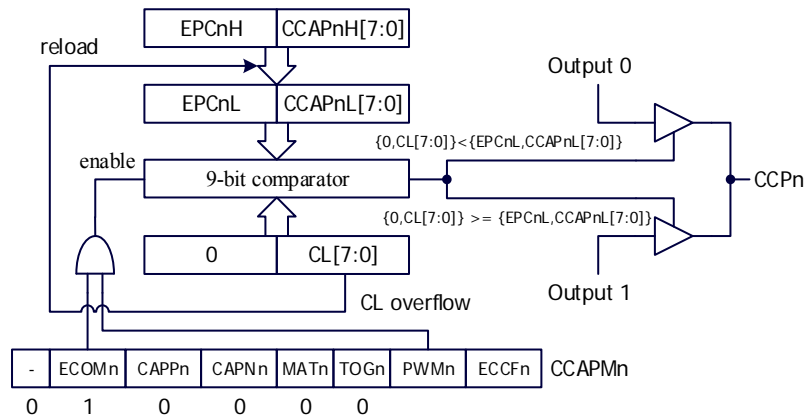 EPCnH CCAPnH[7:0]
reload
Output 0
EPCnL CCAPnL[7:0]
{0,CL[7:0]}<{EPCnL,CCAPnL[7:0]}
enable
9-bit comparator
CCPn
{0,CL[7:0]} >= {EPCnL,CCAPnL[7:0]}
0 CL[7:0]
Output 1
CL overflow
- ECOMn CAPPn CAPNn MATn TOGn PWMn ECCFn CCAPMn
0 1 0 0 0 0